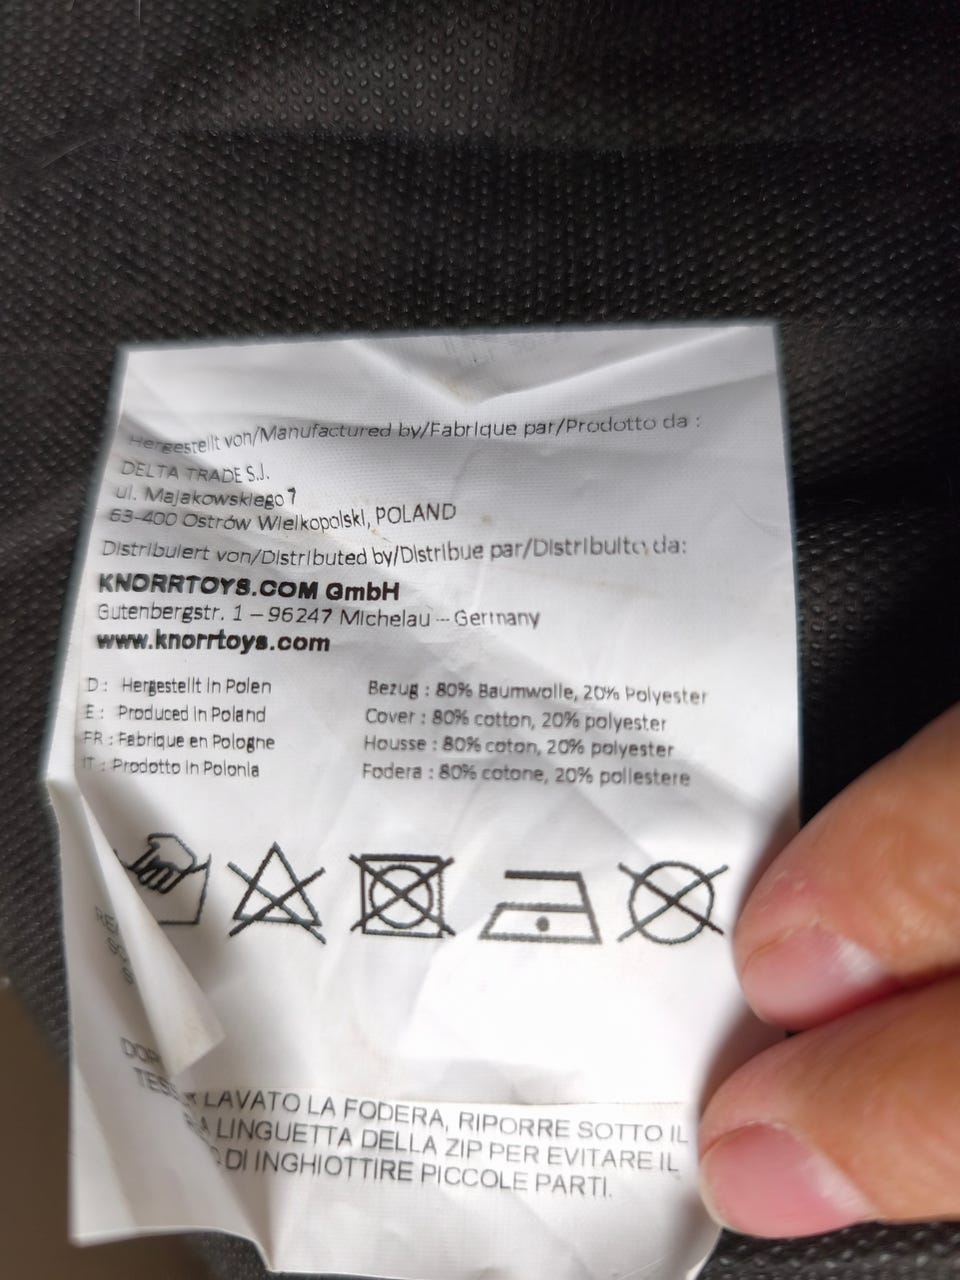 Hergestellt von/Manufactured by/Fabrique par/Prodotto da :
DELTA TRADE S.J.
ul. Majakowskiego 7
63-400 Ostrów Wielkopolski, POLAND
Distribuiert von/Distributed by/Distribue par/Distribuito da:
KNORRTOYS.COM GmbH
Gutenbergstr. 1 – 96247 Michelau – Germany
www.knorrtoys.com
D : Hergestellt in Polen
E : Produced in Poland
FR : Fabrique en Pologne
IT : Prodotto in Polonia
Bezug : 80% Baumwolle, 20% Polyester
Cover : 80% cotton, 20% polyester
Housse : 80% coton, 20% polyester
Fodera : 80% cotone, 20% poliestere
LAVATO LA FODERA, RIPORRE SOTTO IL
LINGUETTA DELLA ZIP PER EVITARE IL
DI INGHIOTTIRE PICCOLE PARTI.